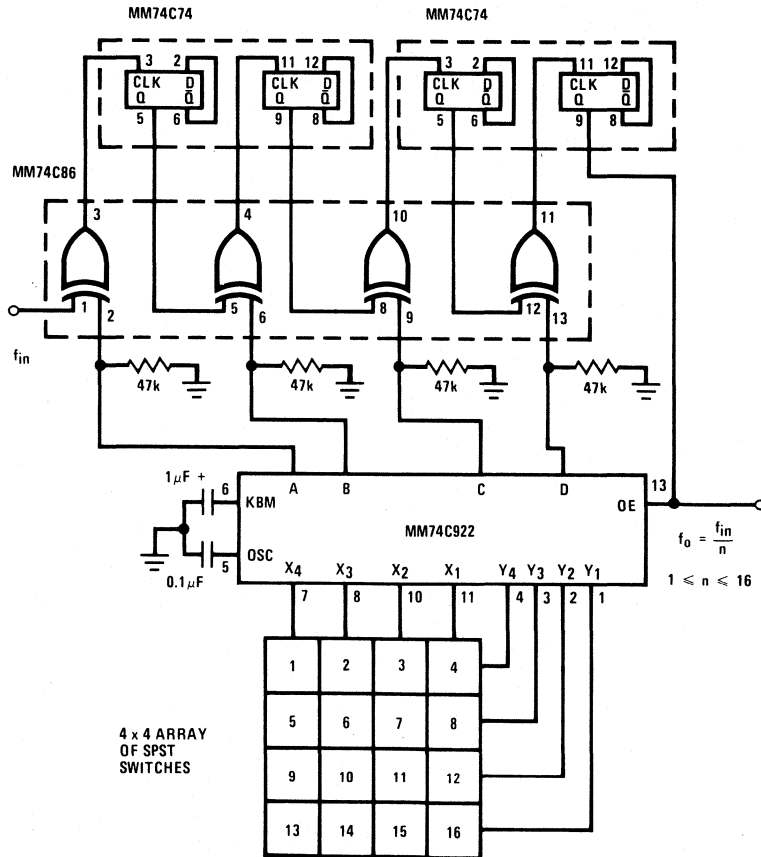 MM74C74 MM74C74
3 2 11 12 3 2 11 12
CLK D CLK D CLK D CLK D
Q Q̅ Q Q̅ Q Q̅ Q Q̅
5 6 9 8 5 6 9 8
MM74C86
3 4 10 11
1 2 5 6 8 9 12 13
fin
47k 47k 47k 47k
1 μF + 6 KBM A B C D OE 13
MM74C922
0.1 μF 5 OSC
fo = fin/n
1 ≤ n ≤ 16
X4 X3 X2 X1 Y4 Y3 Y2 Y1
7 8 10 11 4 3 2 1
1 2 3 4
5 6 7 8
9 10 11 12
13 14 15 16
4 x 4 ARRAY
OF SPST
SWITCHES